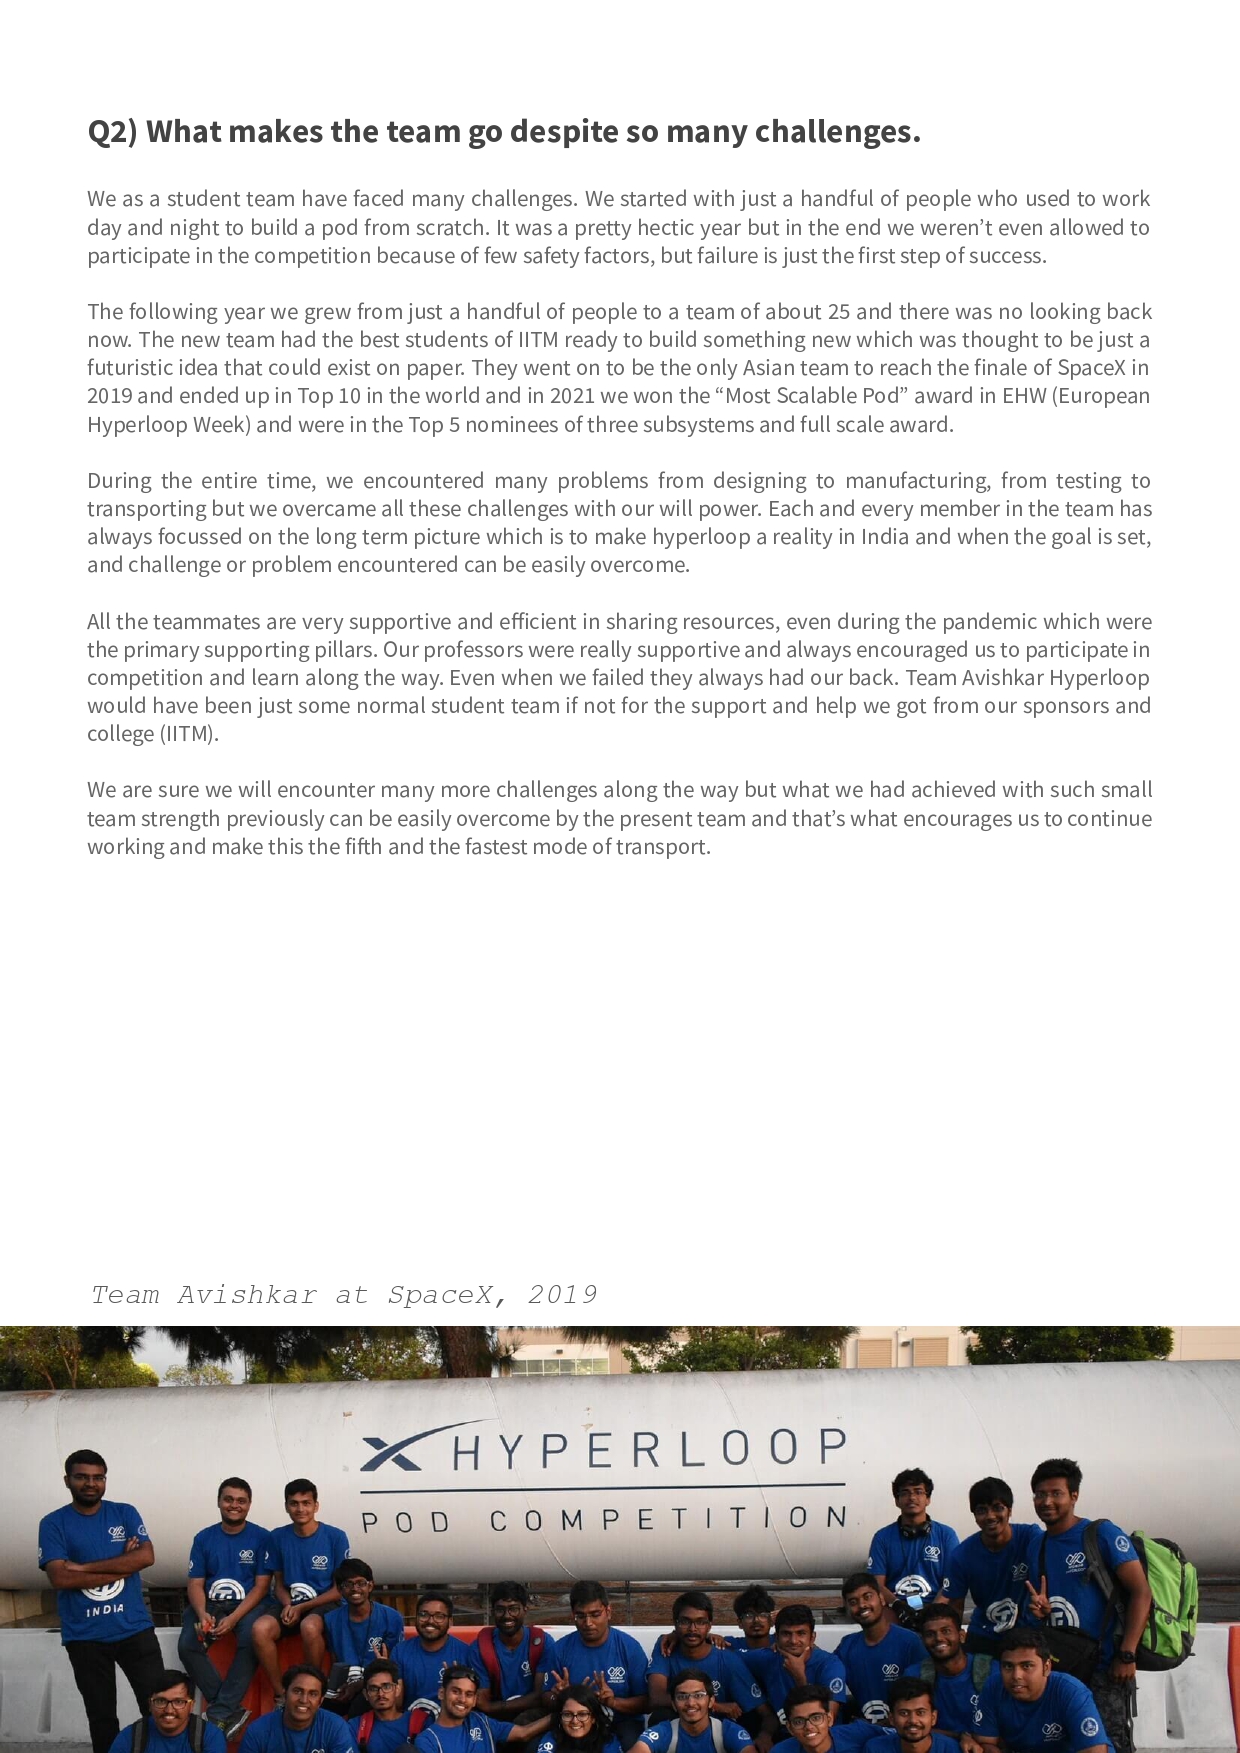 Q2) What makes the team go despite so many challenges.
We as a student team have faced many challenges. We started with just a handful of people who used to work
day and night to build a pod from scratch. It was a pretty hectic year but in the end we weren’t even allowed to
participate in the competition because of few safety factors, but failure is just the first step of success.
The following year we grew from just a handful of people to a team of about 25 and there was no looking back
now. The new team had the best students of IITM ready to build something new which was thought to be just a
futuristic idea that could exist on paper. They went on to be the only Asian team to reach the finale of SpaceX in
2019 and ended up in Top 10 in the world and in 2021 we won the “Most Scalable Pod” award in EHW (European
Hyperloop Week) and were in the Top 5 nominees of three subsystems and full scale award.
During the entire time, we encountered many problems from designing to manufacturing, from testing to
transporting but we overcame all these challenges with our will power. Each and every member in the team has
always focussed on the long term picture which is to make hyperloop a reality in India and when the goal is set,
and challenge or problem encountered can be easily overcome.
All the teammates are very supportive and efficient in sharing resources, even during the pandemic which were
the primary supporting pillars. Our professors were really supportive and always encouraged us to participate in
competition and learn along the way. Even when we failed they always had our back. Team Avishkar Hyperloop
would have been just some normal student team if not for the support and help we got from our sponsors and
college (IITM).
We are sure we will encounter many more challenges along the way but what we had achieved with such small
team strength previously can be easily overcome by the present team and that’s what encourages us to continue
working and make this the fifth and the fastest mode of transport.
Team Avishkar at SpaceX, 2019
HYPERLOOP
POD COMPETITION
INDIA